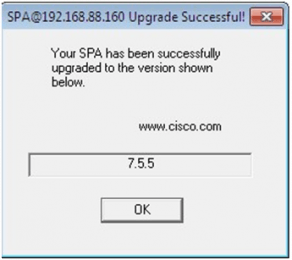 SPA@192.168.88.160 Upgrade Successful!
Your SPA has been successfully
upgraded to the version shown
below.
www.cisco.com
7.5.5
OK